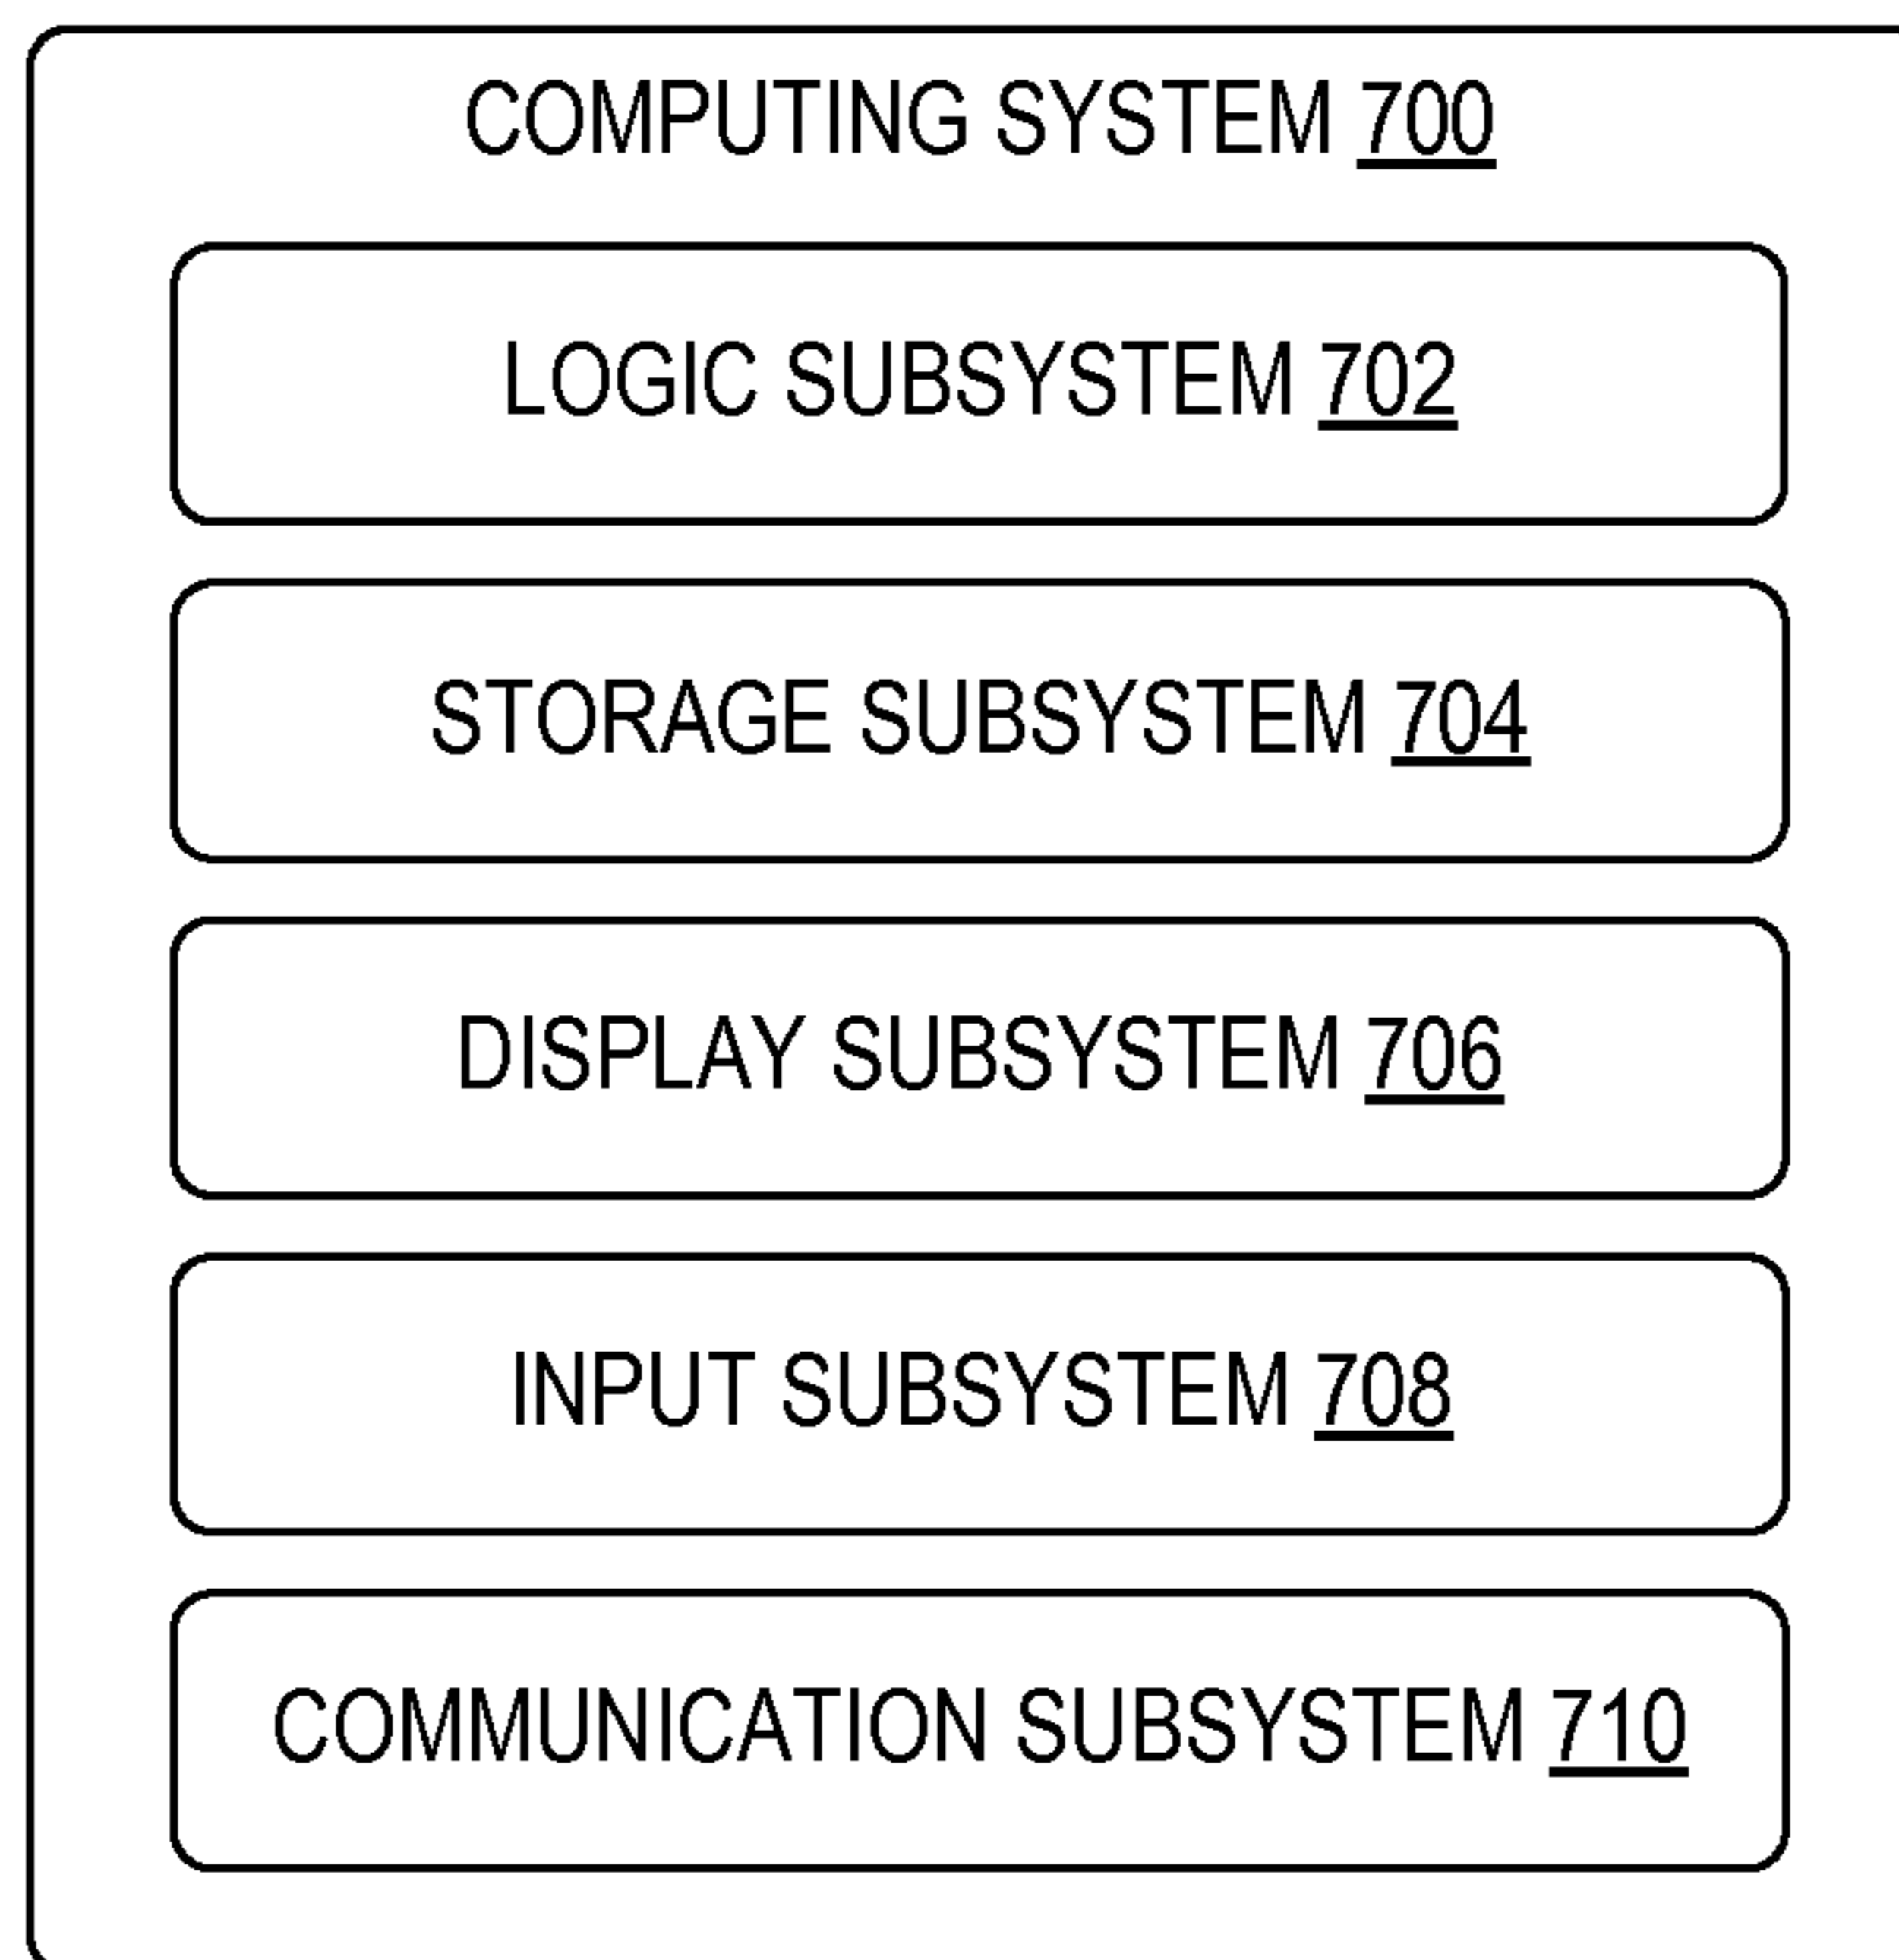 COMPUTING SYSTEM 700
LOGIC SUBSYSTEM 702
STORAGE SUBSYSTEM 704
DISPLAY SUBSYSTEM 706
INPUT SUBSYSTEM 708
COMMUNICATION SUBSYSTEM 710